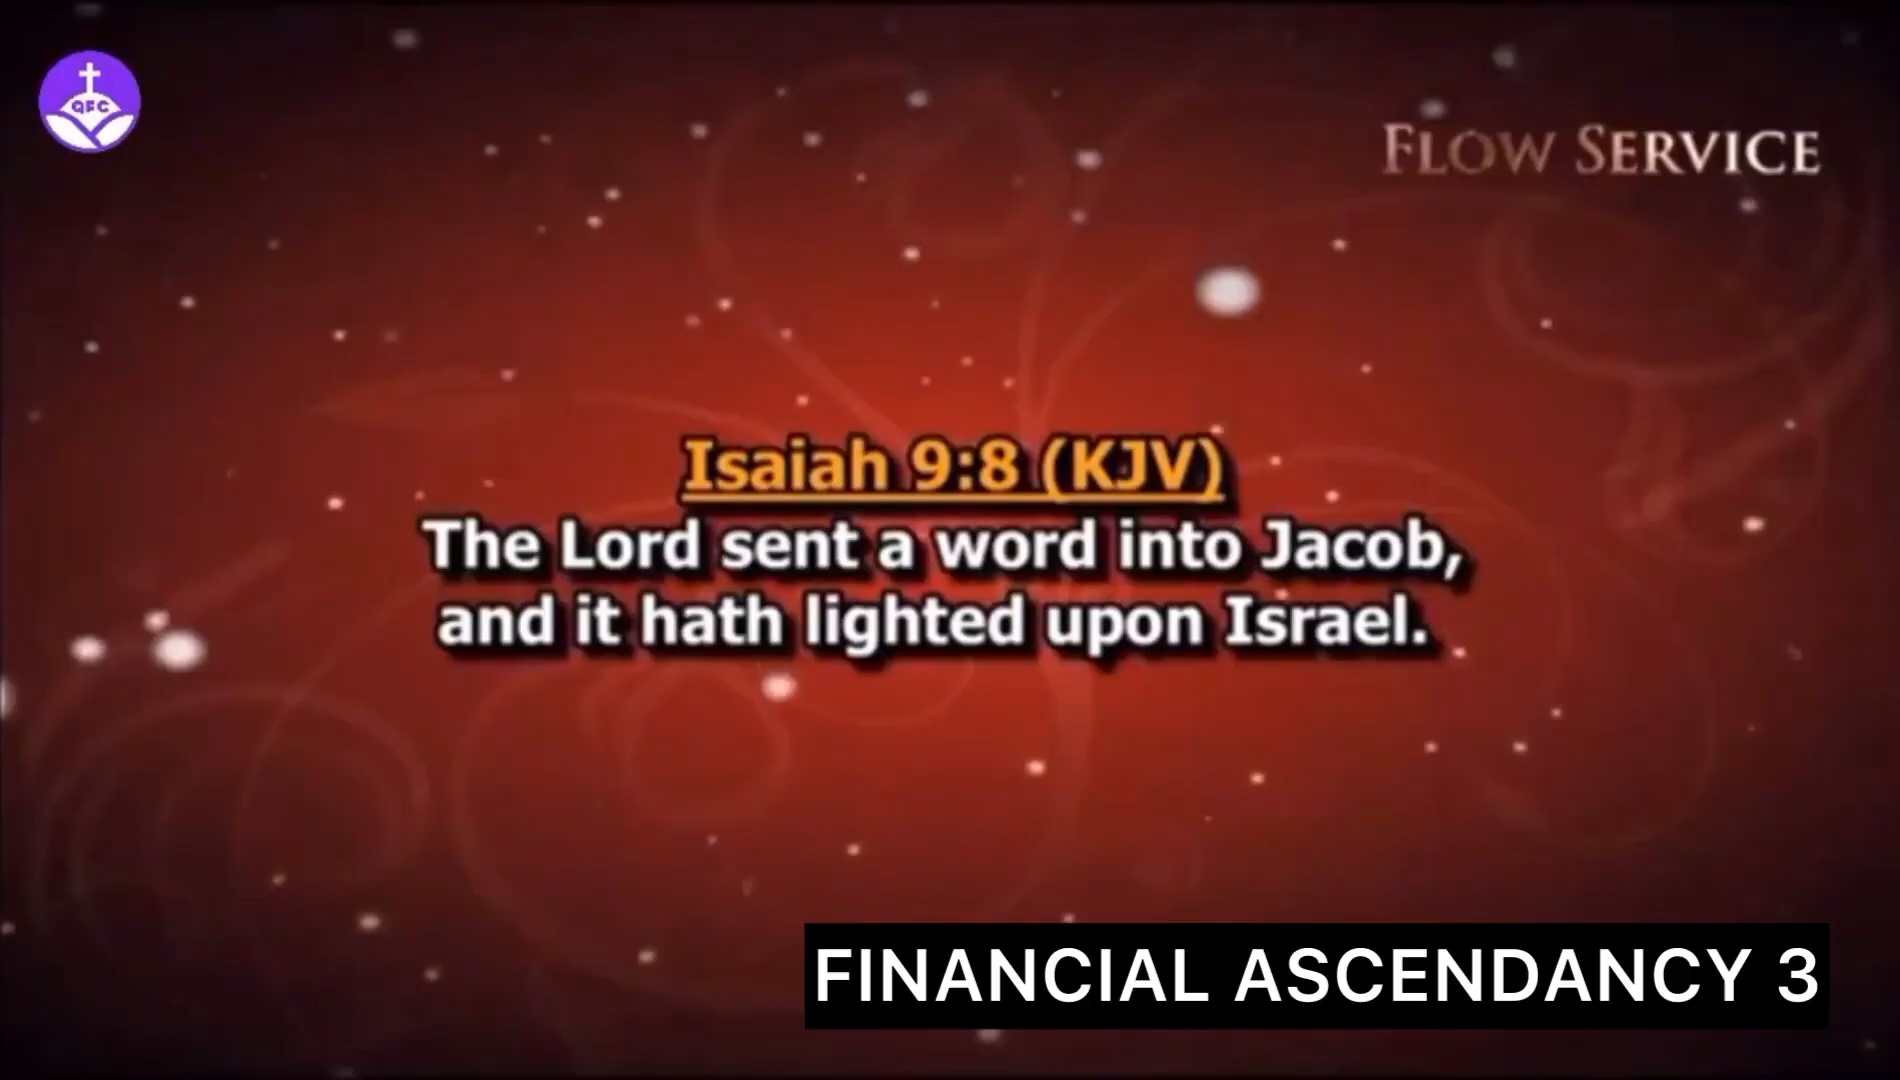 QFC
FLOW SERVICE
Isaiah 9:8 (KJV)
The Lord sent a word into Jacob,
and it hath lighted upon Israel.
FINANCIAL ASCENDANCY 3